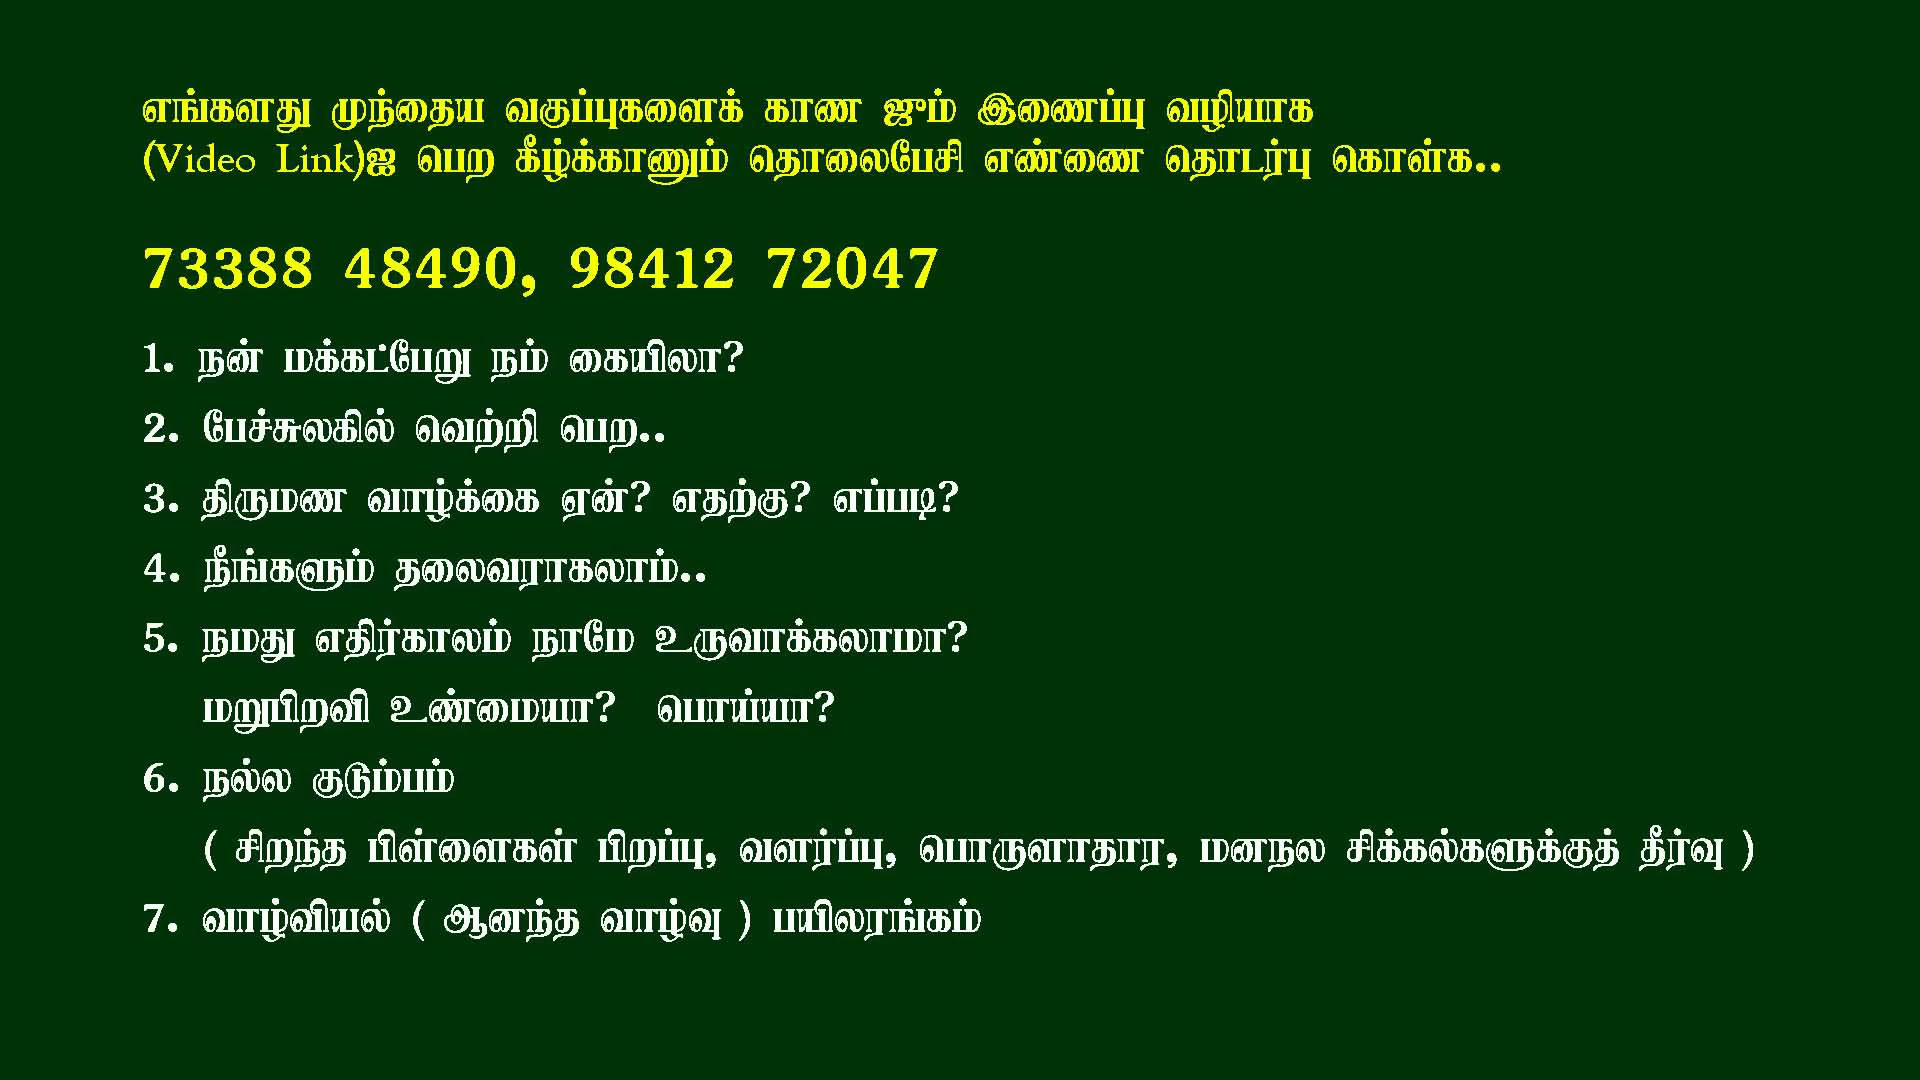 எங்களது முந்தைய வகுப்புகளைக் காண ஜும் இணைப்பு வழியாக
(Video Link)ஐ பெற கீழ்க்காணும் தொலைபேசி எண்ணை தொடர்பு கொள்க..
73388 48490, 98412 72047
1. நன் மக்கட்பேறு நம் கையிலா?
2. பேச்சுலகில் வெற்றி பெற..
3. திருமண வாழ்க்கை ஏன்? எதற்கு? எப்படி?
4. நீங்களும் தலைவராகலாம்..
5. நமது எதிர்காலம் நாமே உருவாக்கலாமா?
மறுபிறவி உண்மையா? பொய்யா?
6. நல்ல குடும்பம்
( சிறந்த பிள்ளைகள் பிறப்பு, வளர்ப்பு, பொருளாதார, மனநல சிக்கல்களுக்குத் தீர்வு )
7. வாழ்வியல் ( ஆனந்த வாழ்வு ) பயிலரங்கம்